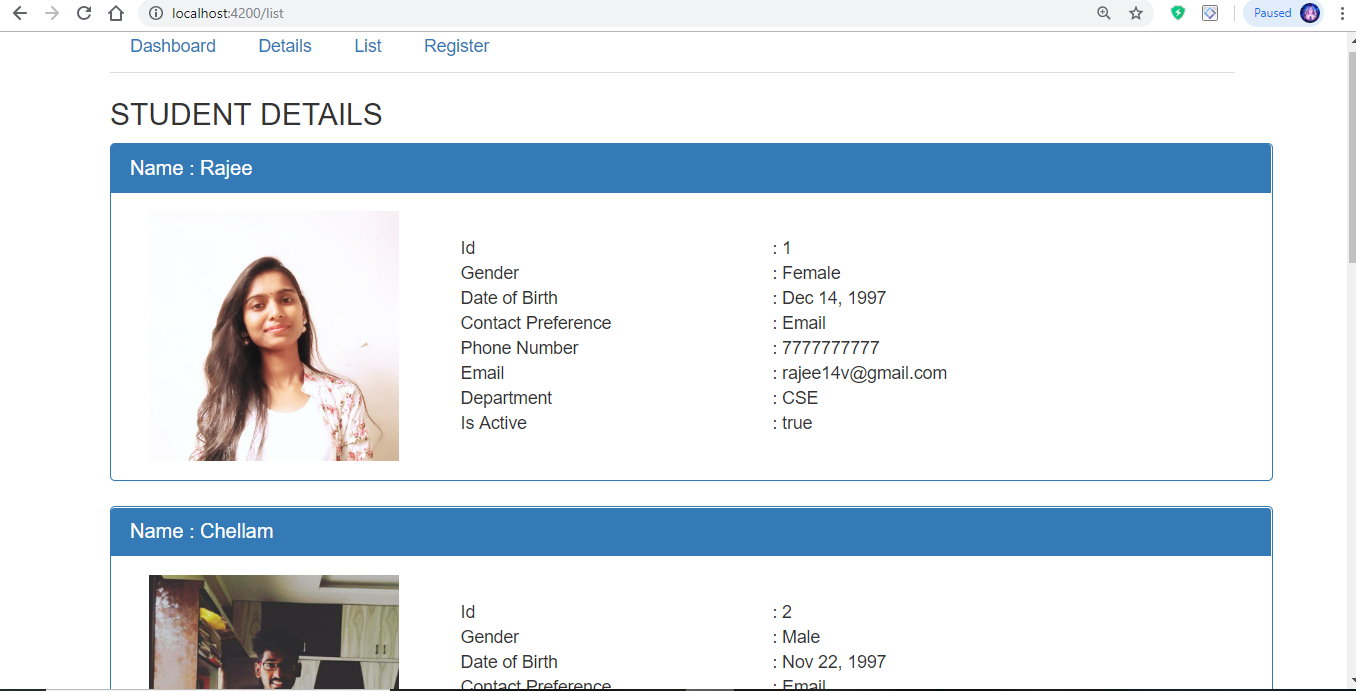 localhost:4200/list
Paused
Dashboard Details List Register
STUDENT DETAILS
Name : Rajee
Id : 1
Gender : Female
Date of Birth : Dec 14, 1997
Contact Preference : Email
Phone Number : 7777777777
Email : rajee14v@gmail.com
Department : CSE
Is Active : true
Name : Chellam
Id : 2
Gender : Male
Date of Birth : Nov 22, 1997
Contact Preference : Email